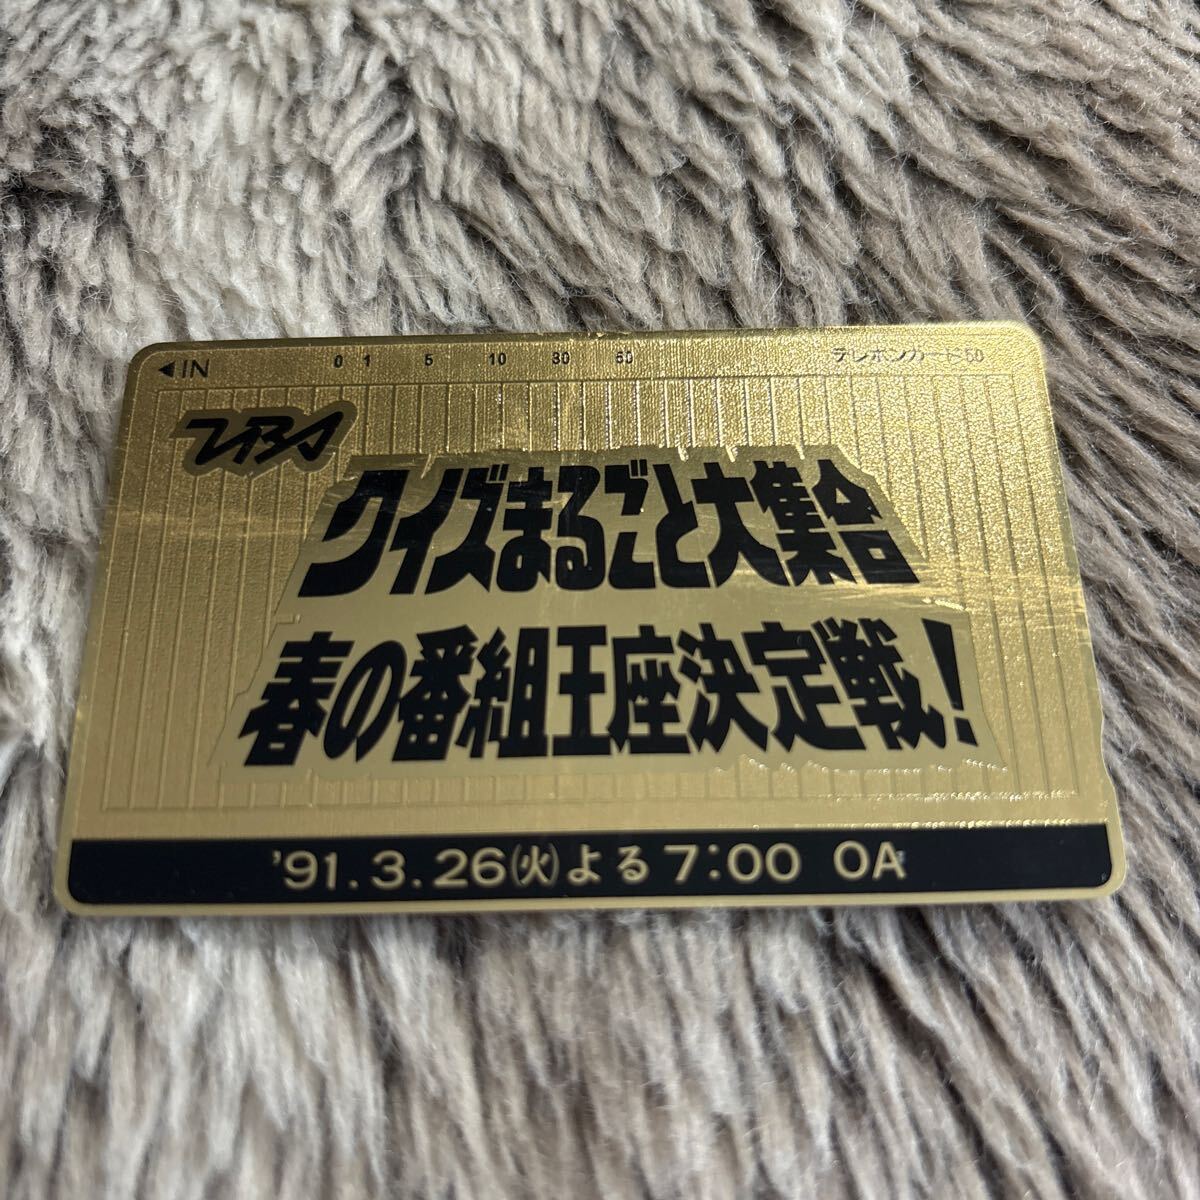 ◀IN 0 1 5 10 30 50 テレホンカード50
TBS
クイズまるごと大集合
春の番組王座決定戦!
'91.3.26(火)よる7:00 OA